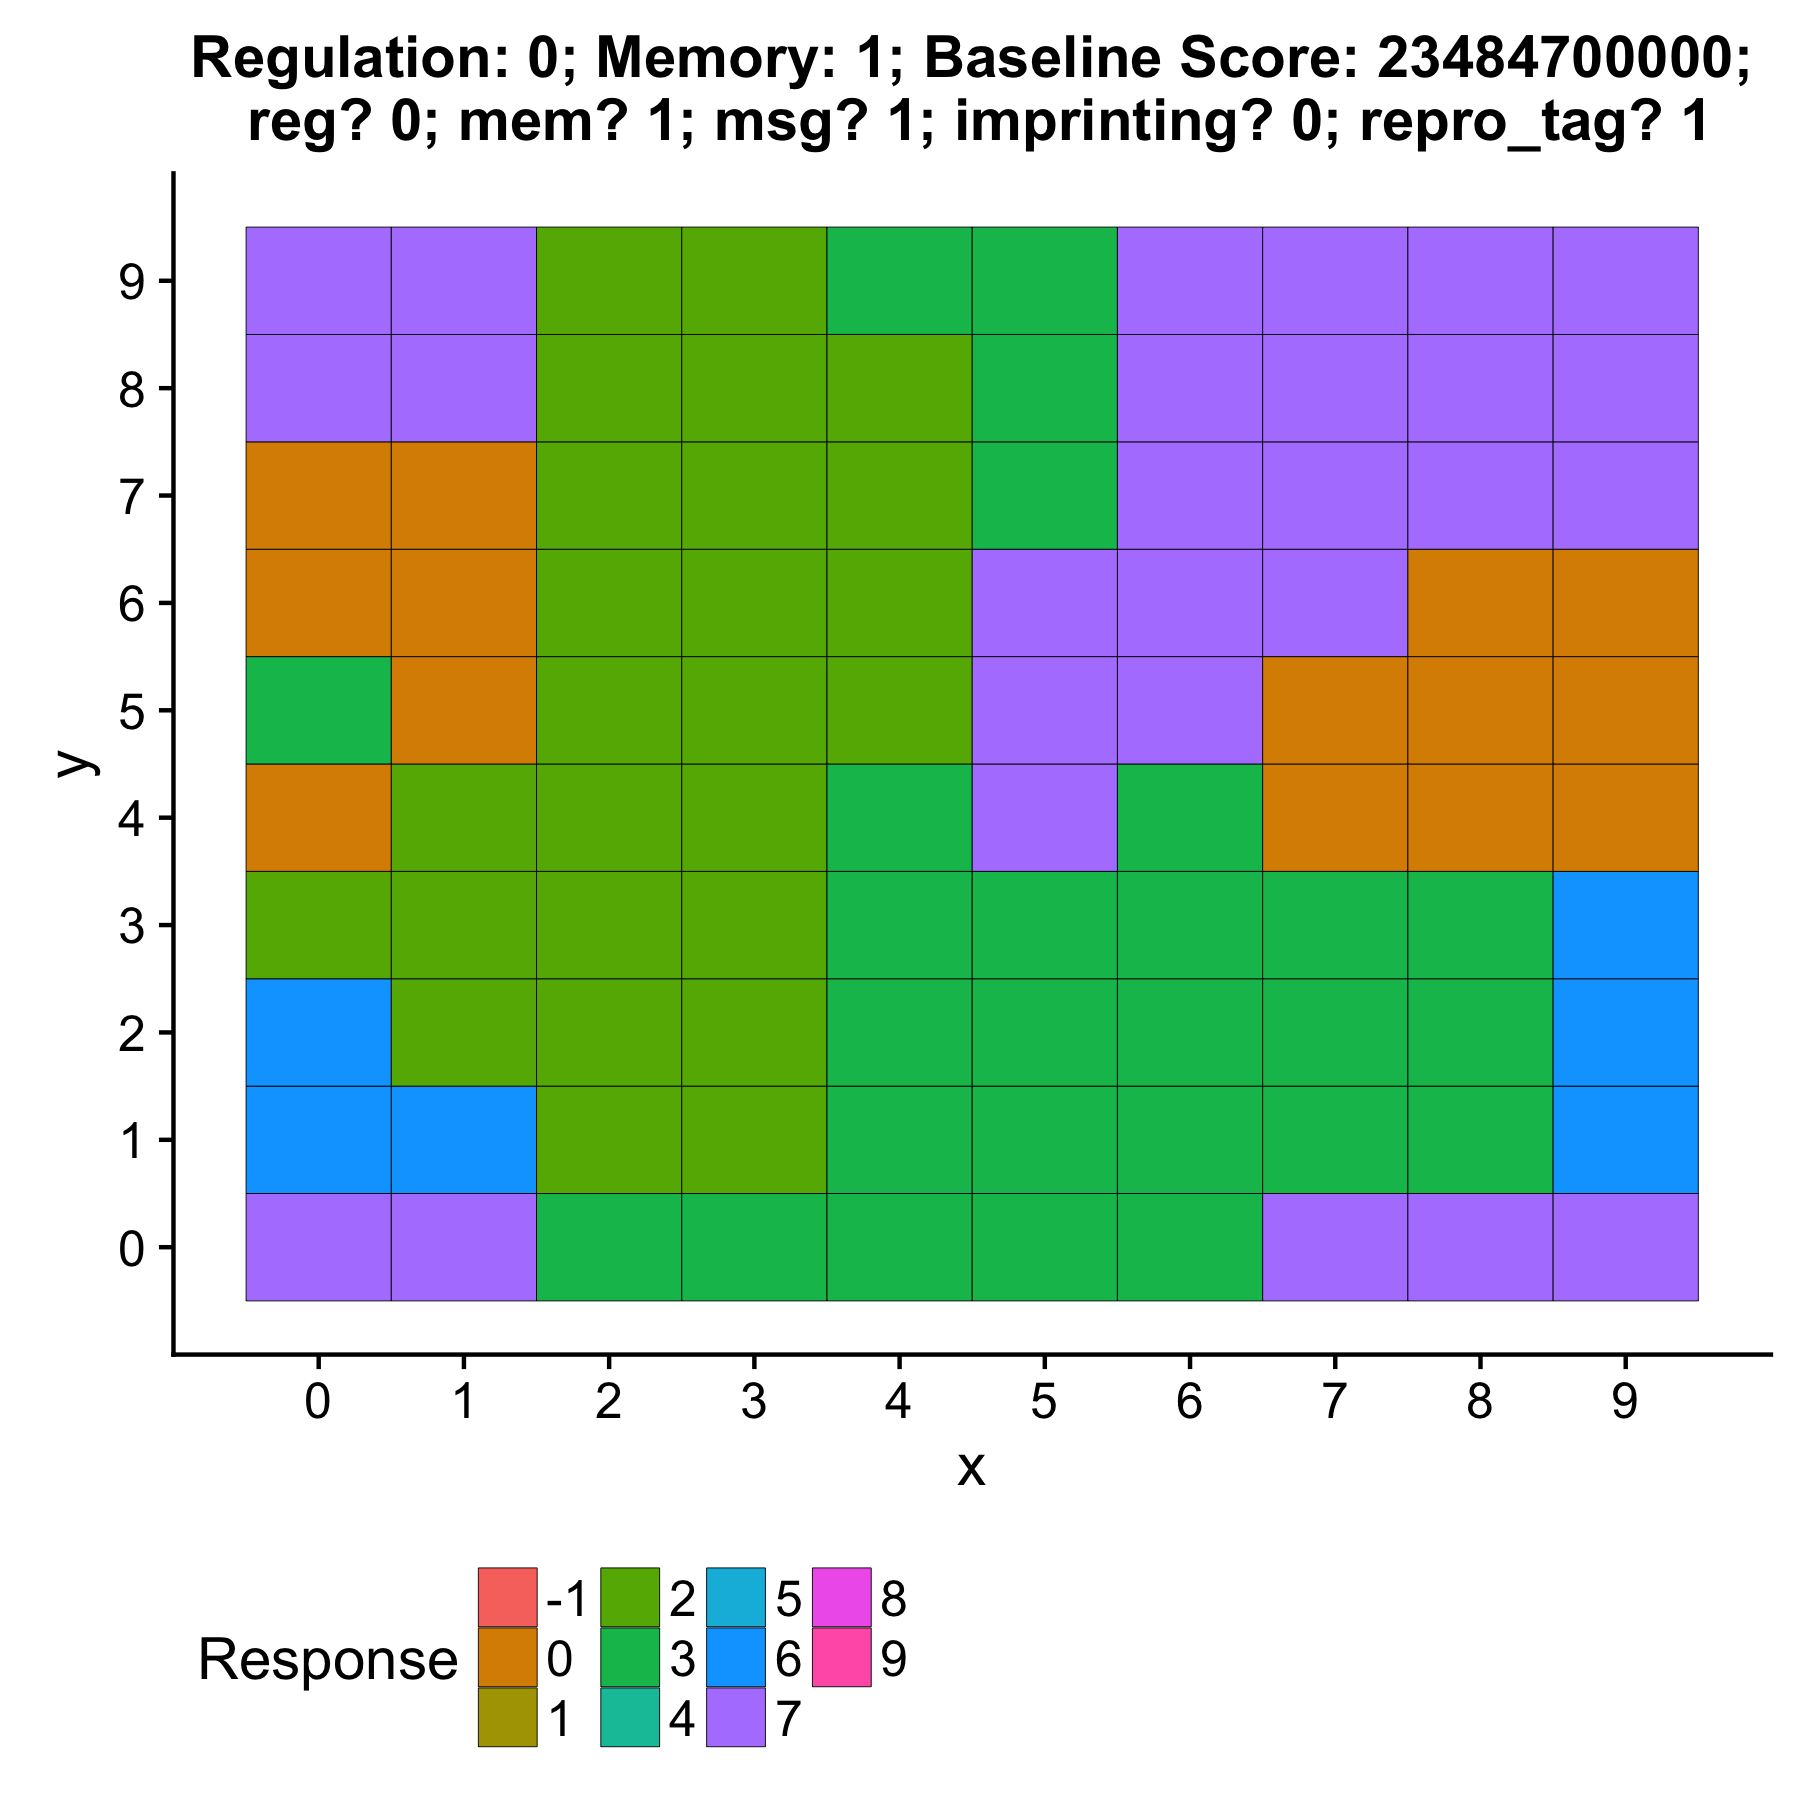 Regulation: 0; Memory: 1; Baseline Score: 23484700000;
reg? 0; mem? 1; msg? 1; imprinting? 0; repro_tag? 1
9
8
7
6
5
y
4
3
2
1
0
0 1 2 3 4 5 6 7 8 9
x
-1 2 5 8
Response 0 3 6 9
1 4 7